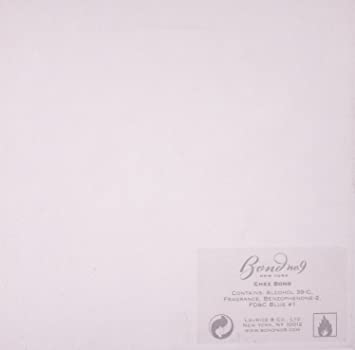 Bond no.9
NEW YORK
CHEZ BOND
CONTAINS: ALCOHOL 39-C,
FRAGRANCE, BENZOPHENONE-2,
FD&C BLUE #1
LAURICE & CO., LTD
NEW YORK, NY 10012
WWW.BONDNO9.COM